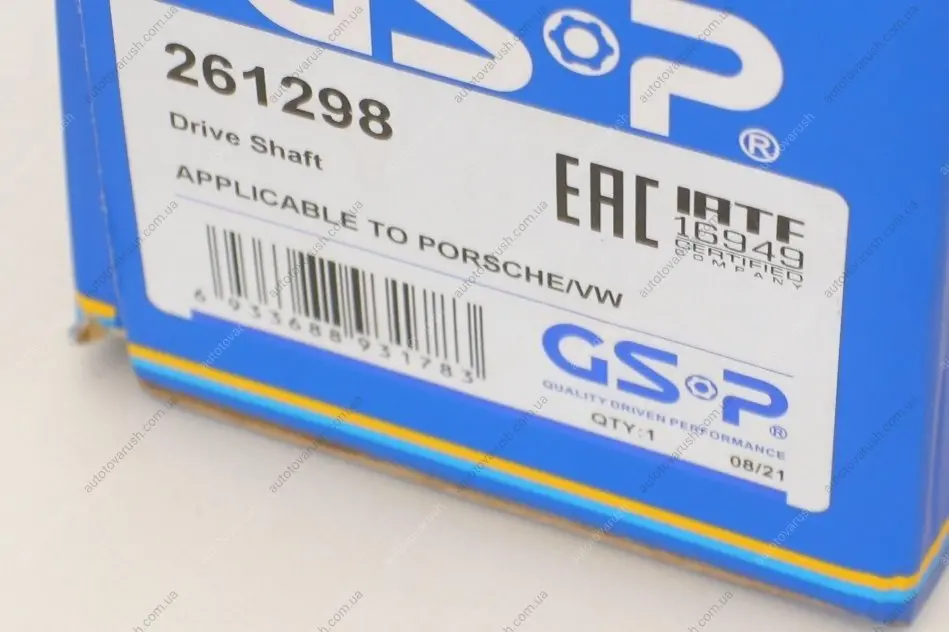 GSP®
261298
Drive Shaft
APPLICABLE TO PORSCHE/VW
EAC
IATF
16949
CERTIFIED
COMPANY
6 933688 931783
GSP®
QUALITY DRIVEN PERFORMANCE
QTY:1
08/21
autotovarush.com.ua